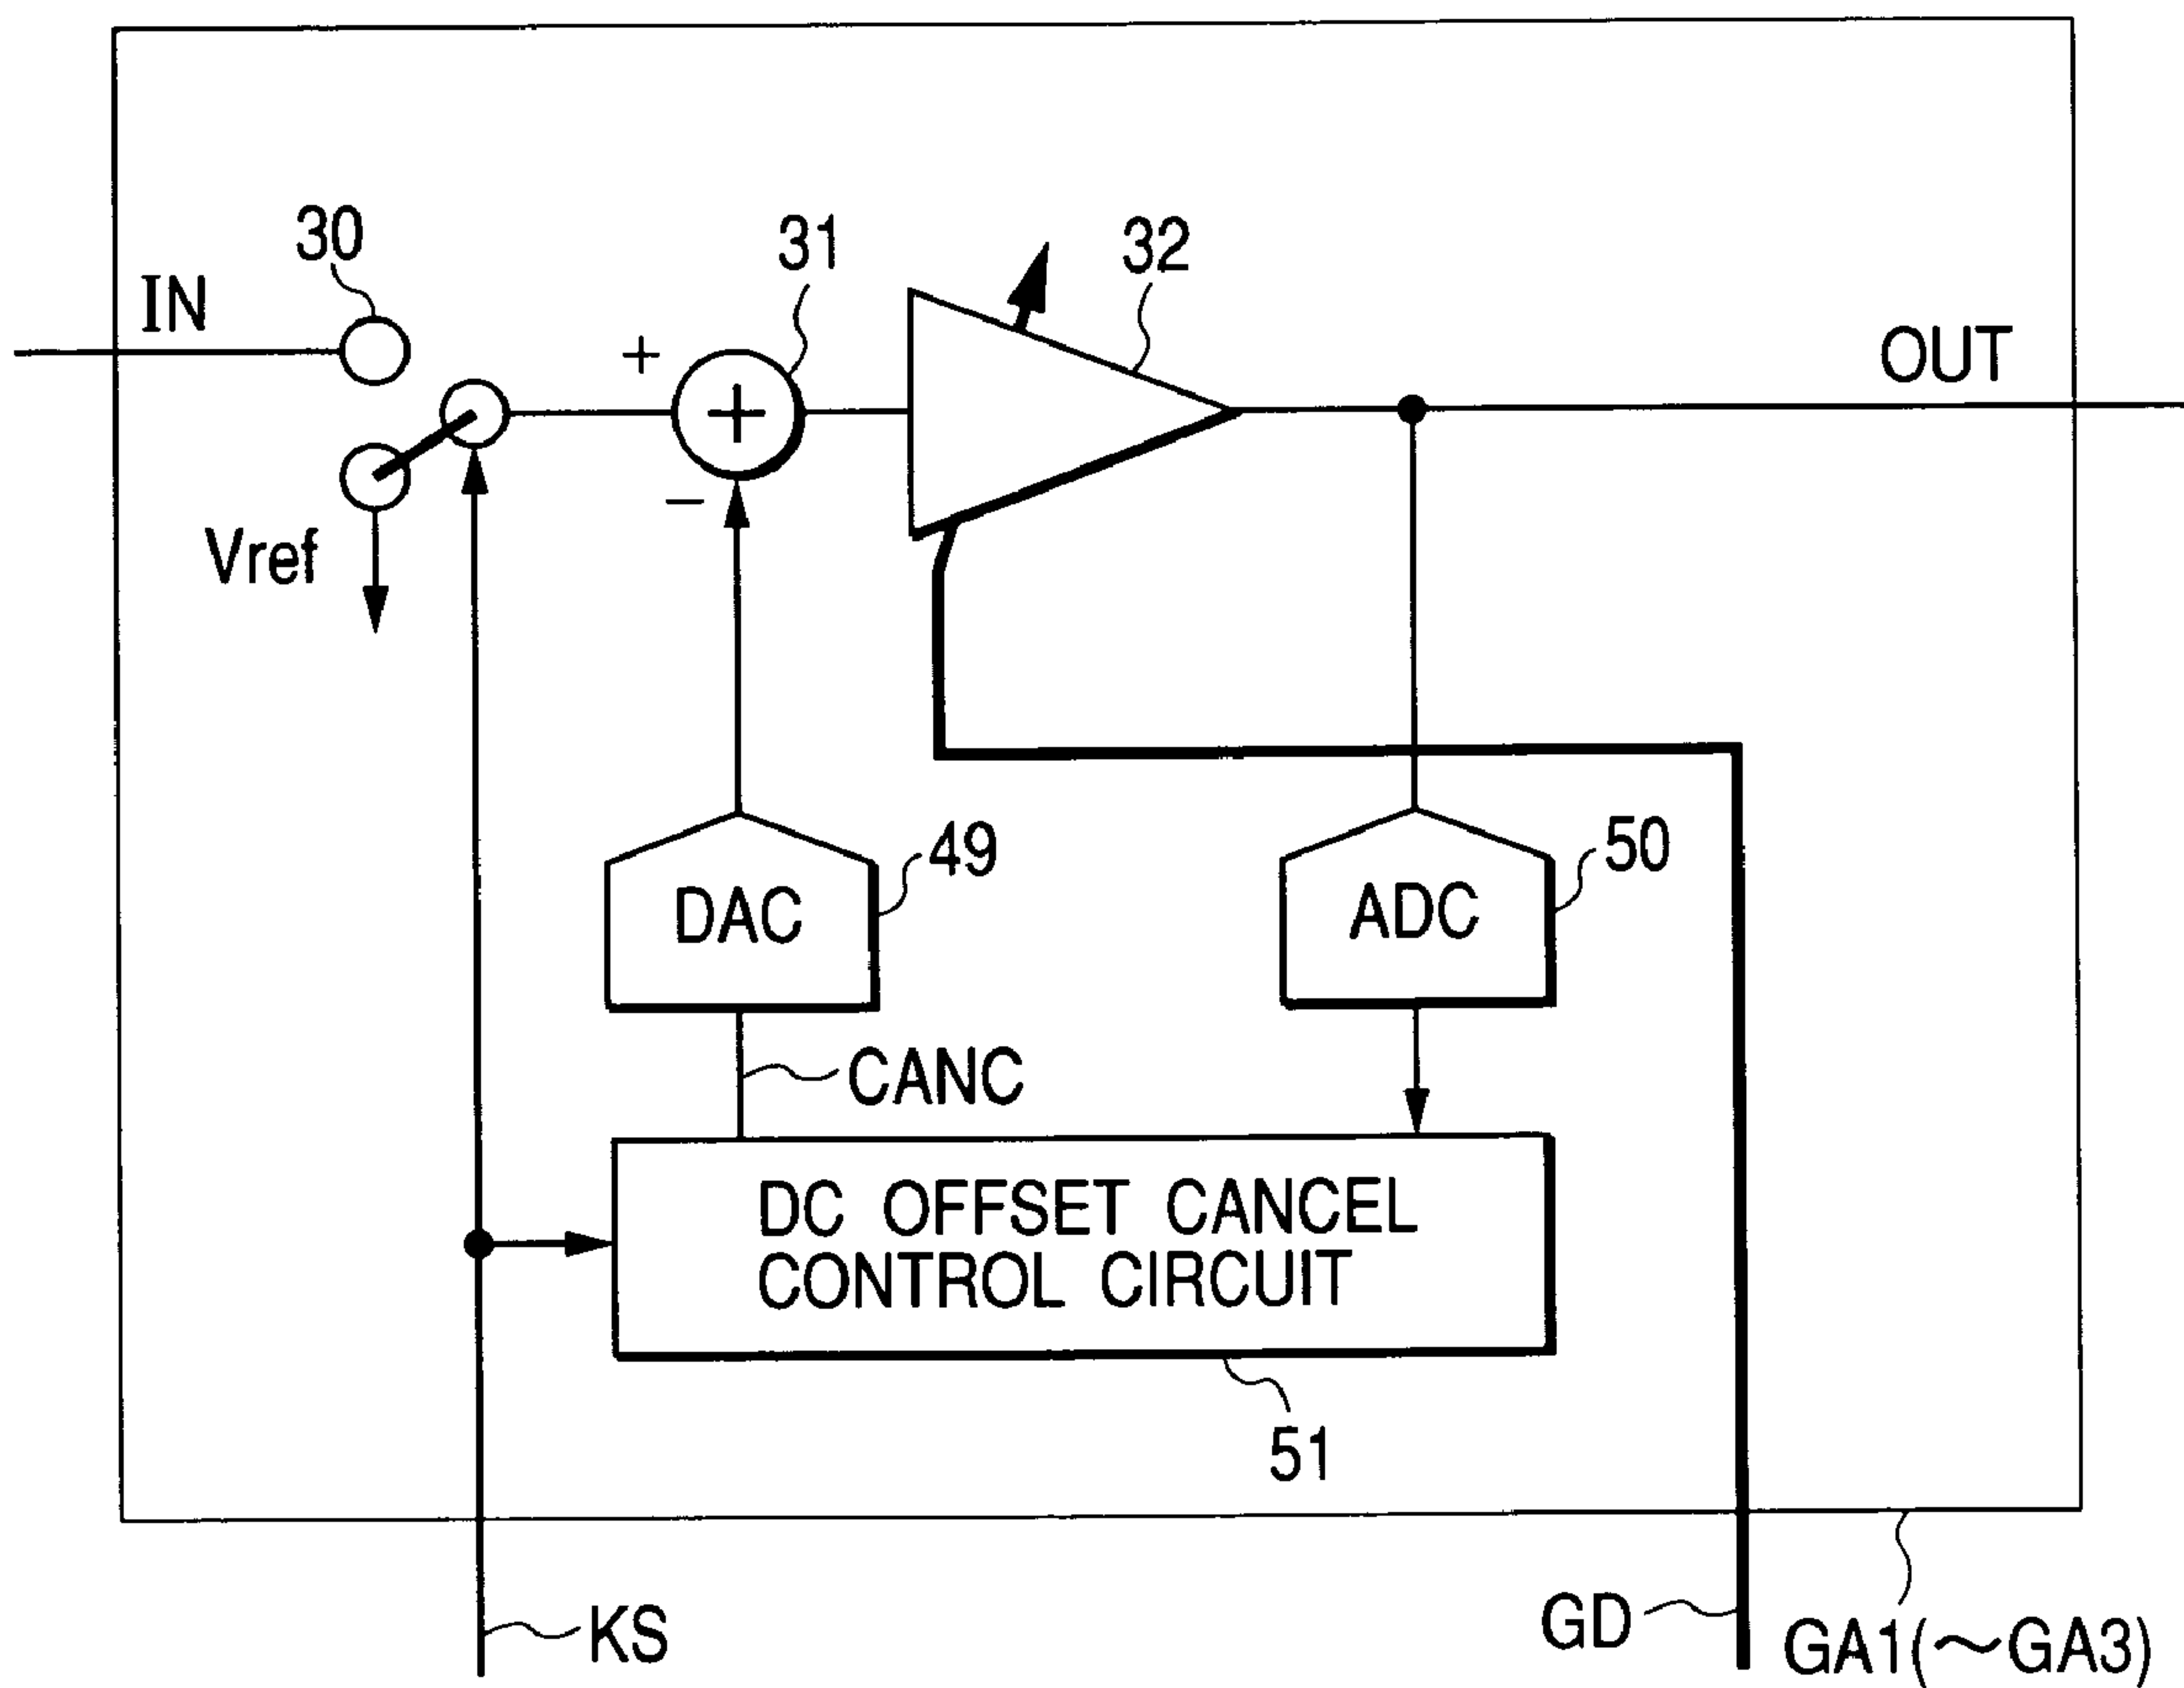 30
31
32
IN
OUT
+
+
−
Vref
49
50
DAC
ADC
CANC
DC OFFSET CANCEL
CONTROL CIRCUIT
51
KS
GD
GA1(～GA3)